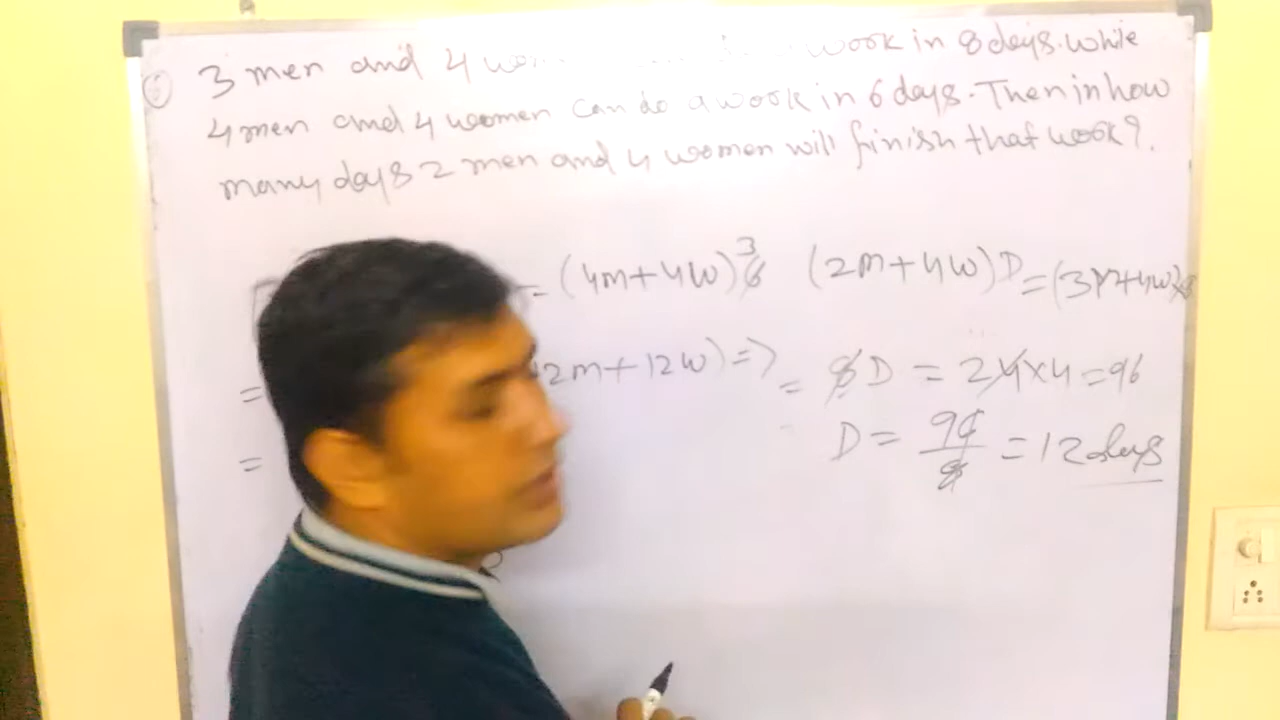 3 men and 4 work in 8 days. while
4 men and 4 women can do a work in 6 days. Then in how
many days 2 men and 4 women will finish that work?
= (4m+4w) 6 3 (2m+4w)D = (3m+4w)×8
= 2m+12w) => = 8D = 24×4 = 96
= D = 96/8 = 12 days